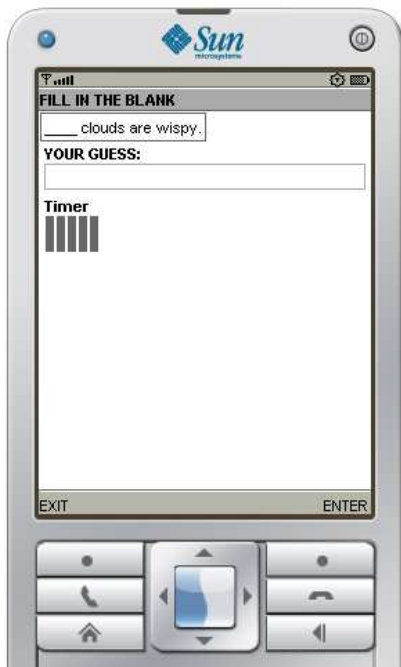 Sun
microsystems
FILL IN THE BLANK
____ clouds are wispy.
YOUR GUESS:
Timer
EXIT ENTER